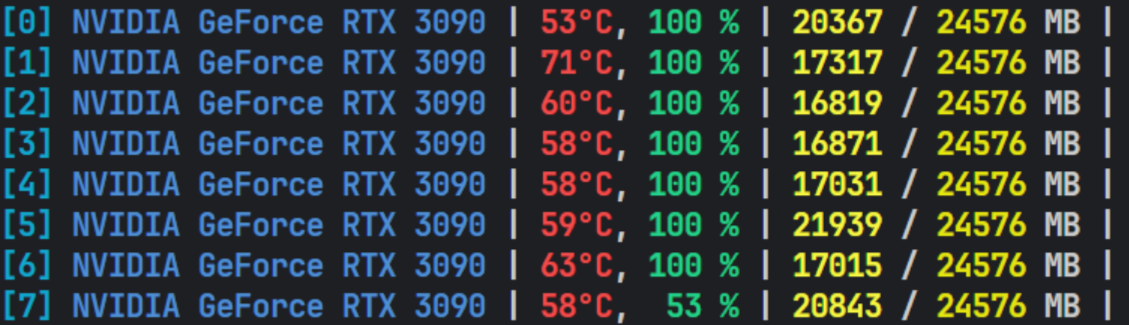 [0] NVIDIA GeForce RTX 3090 | 53°C, 100 % | 20367 / 24576 MB |
[1] NVIDIA GeForce RTX 3090 | 71°C, 100 % | 17317 / 24576 MB |
[2] NVIDIA GeForce RTX 3090 | 60°C, 100 % | 16819 / 24576 MB |
[3] NVIDIA GeForce RTX 3090 | 58°C, 100 % | 16871 / 24576 MB |
[4] NVIDIA GeForce RTX 3090 | 58°C, 100 % | 17031 / 24576 MB |
[5] NVIDIA GeForce RTX 3090 | 59°C, 100 % | 21939 / 24576 MB |
[6] NVIDIA GeForce RTX 3090 | 63°C, 100 % | 17015 / 24576 MB |
[7] NVIDIA GeForce RTX 3090 | 58°C,  53 % | 20843 / 24576 MB |